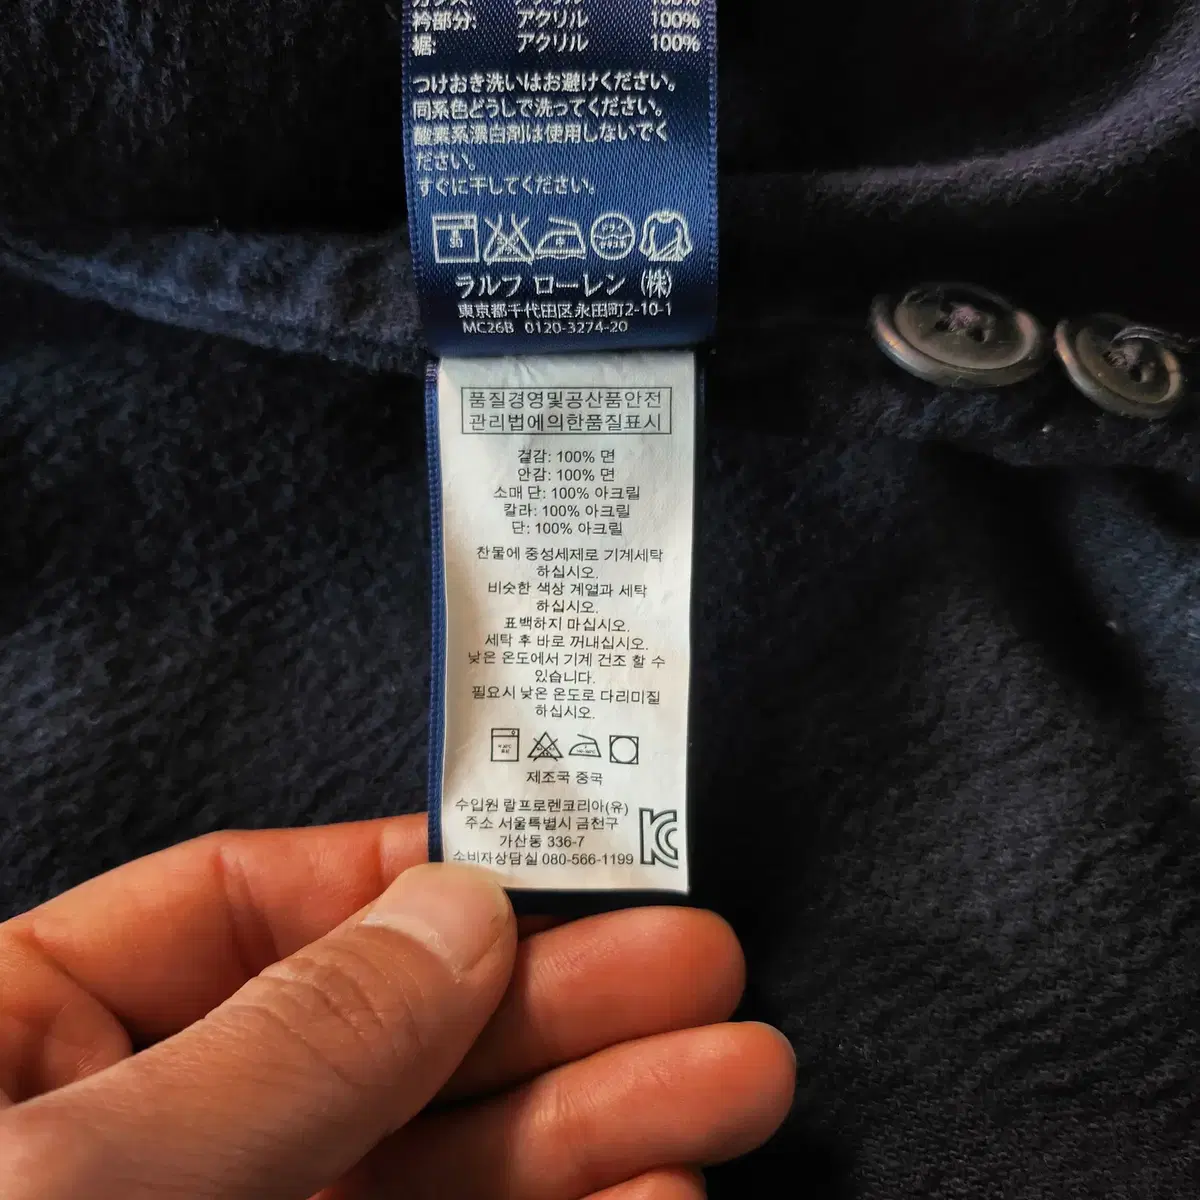 アクリル 100%
衿部分: アクリル 100%
裾: アクリル 100%
つけおき洗いはお避けください。
同系色どうしで洗ってください。
酸素系漂白剤は使用しないでく
ださい。
すぐに干してください。
ラルフ ローレン (株)
東京都千代田区永田町2-10-1
MC26B 0120-3274-20
품질경영및공산품안전
관리법에의한품질표시
겉감: 100% 면
안감: 100% 면
소매 단: 100% 아크릴
칼라: 100% 아크릴
단: 100% 아크릴
찬물에 중성세제로 기계세탁
하십시오.
비슷한 색상 계열과 세탁
하십시오.
표백하지 마십시오.
세탁 후 바로 꺼내십시오.
낮은 온도에서 기계 건조 할 수
있습니다.
필요시 낮은 온도로 다리미질
하십시오.
제조국 중국
수입원 랄프로렌코리아(유)
주소 서울특별시 금천구
가산동 336-7
소비자상담실 080-566-1199
KC